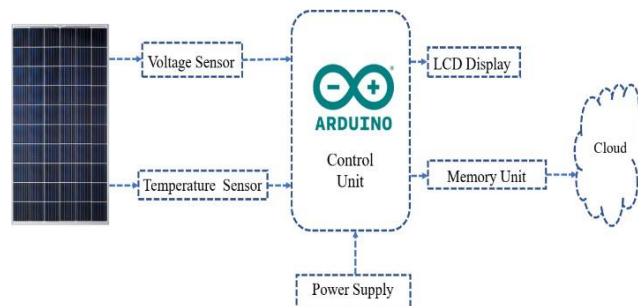 Voltage Sensor
LCD Display
ARDUINO
Control
Unit
Cloud
Temperature Sensor
Memory Unit
Power Supply